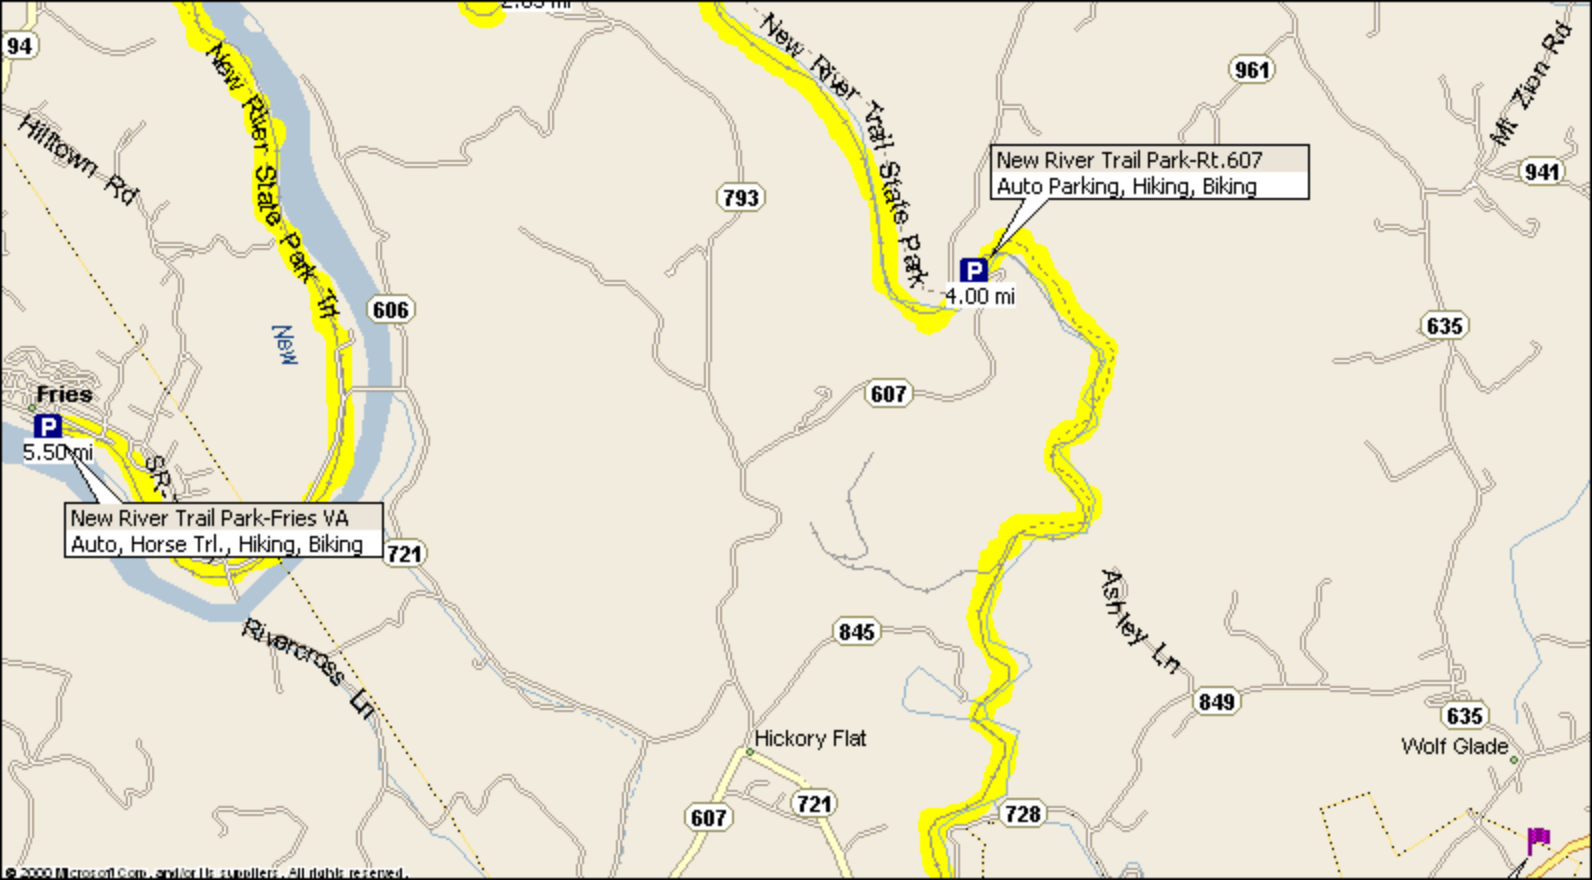 2.65 mi
94
New River State Park Trl
New River Trail State Park
961
Mt Zion Rd
Hilltown Rd
New River Trail Park-Rt.607
Auto Parking, Hiking, Biking
941
793
P
4.00 mi
606
New
635
Fries
607
P
5.50 mi
SR-
New River Trail Park-Fries VA
Auto, Horse Trl., Hiking, Biking
721
Ashley Ln
845
Rivercross Ln
849
635
Hickory Flat
Wolf Glade
607
721
728
© 2000 Microsoft Corp. and/or its suppliers. All rights reserved.